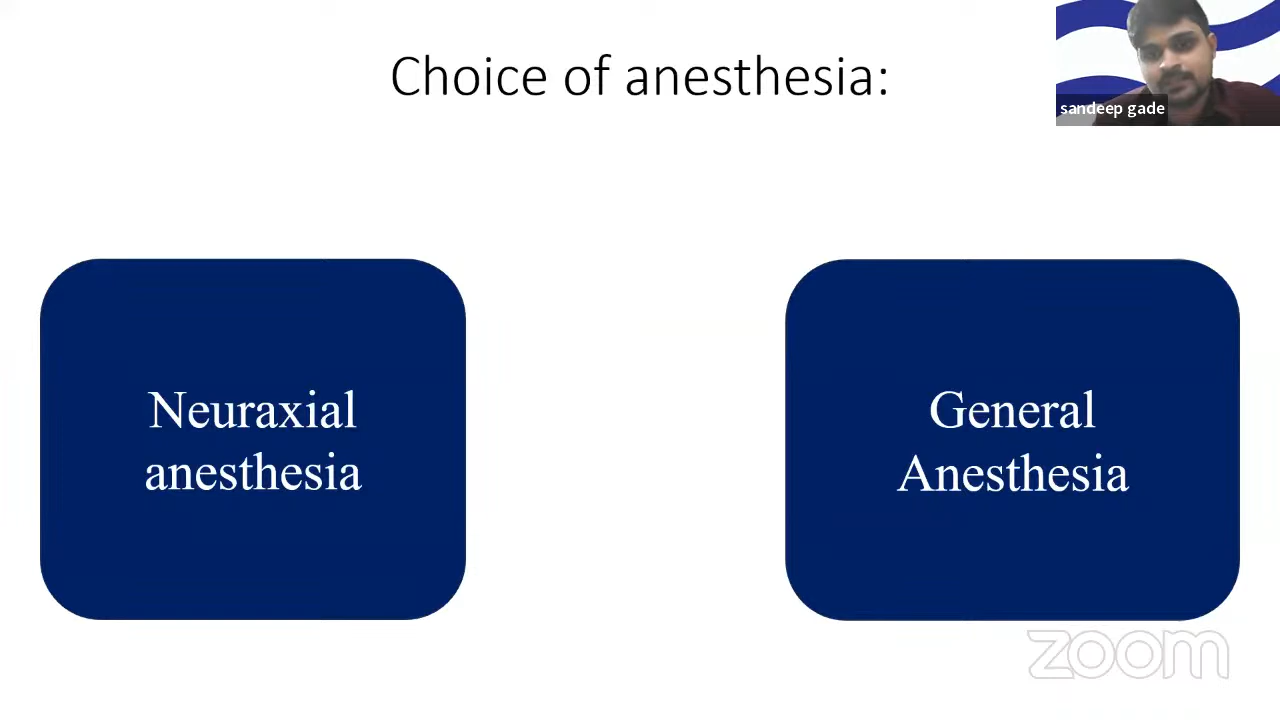 Choice of anesthesia:
sandeep gade
Neuraxial
anesthesia
General
Anesthesia
zoom